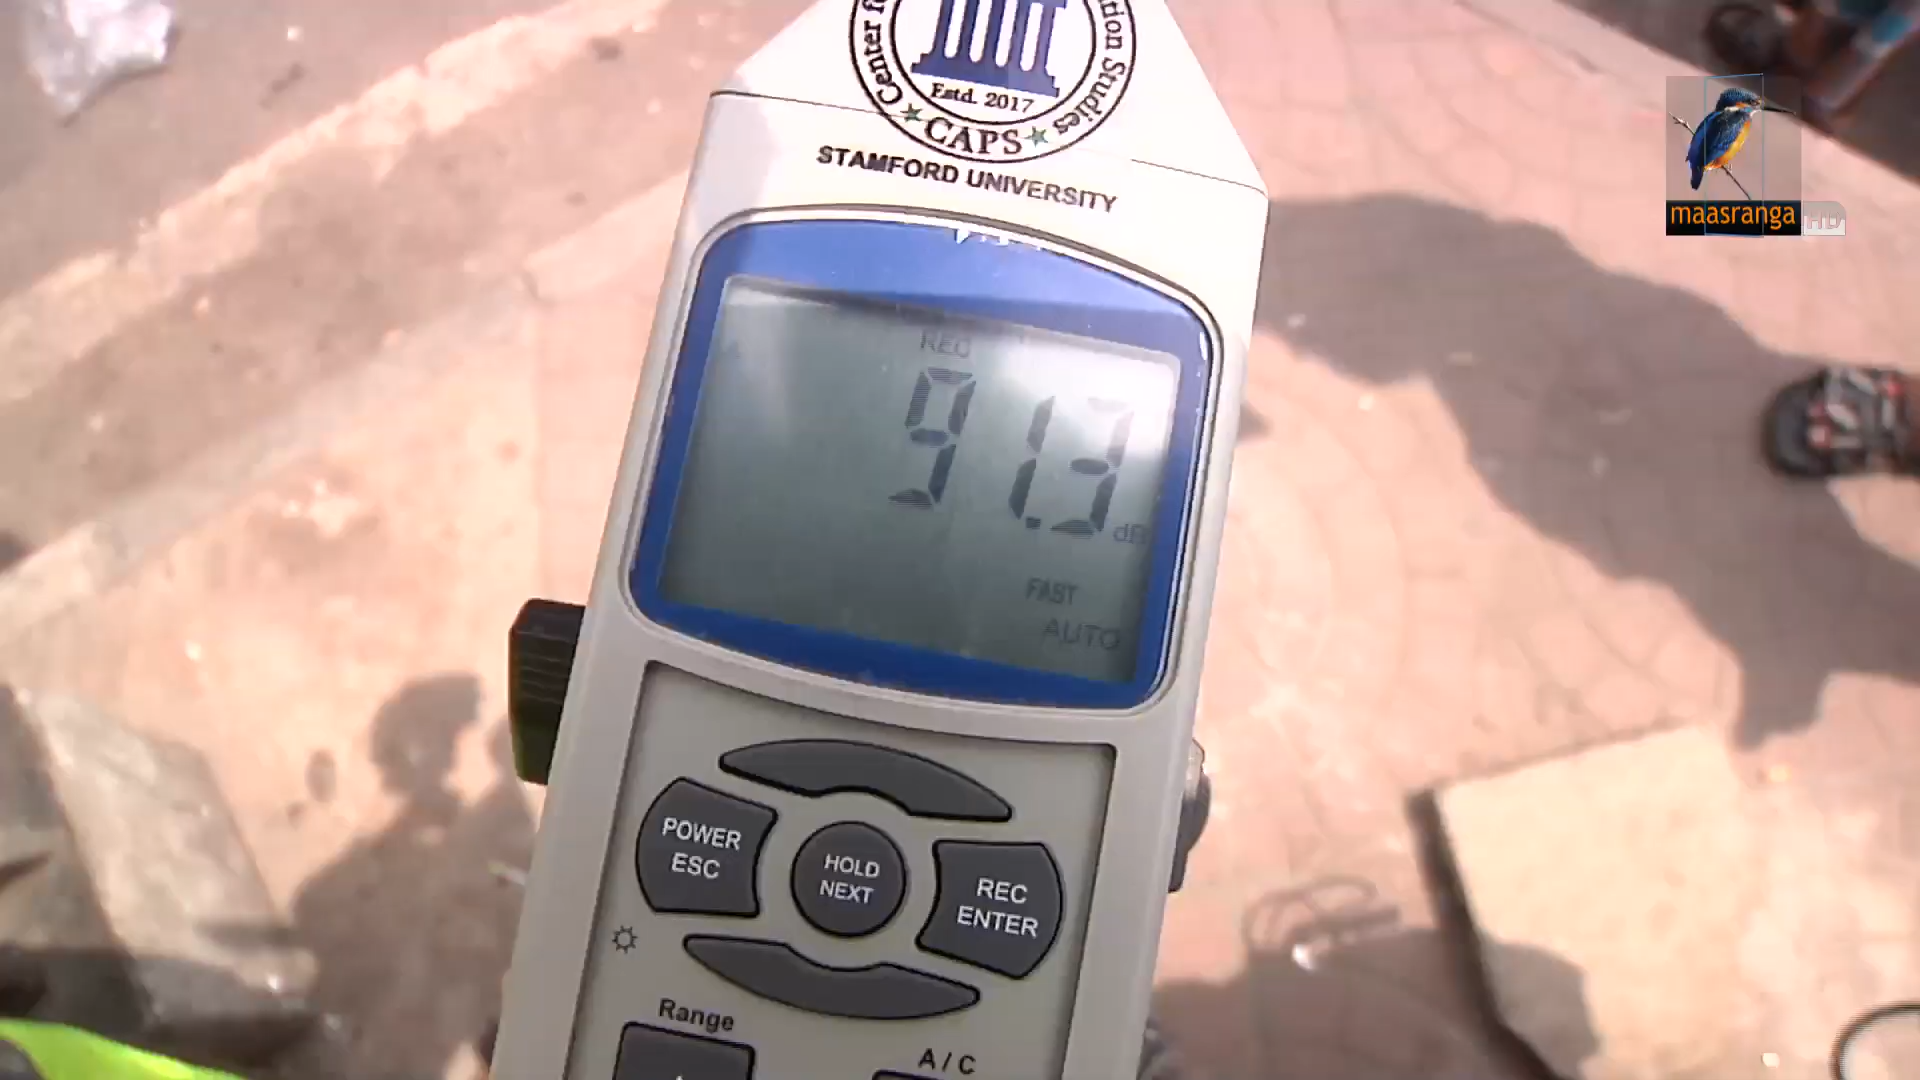 Center f
tion Studies
Estd. 2017
CAPS
STAMFORD UNIVERSITY
maasranga HD
REC
91.3
dB
FAST
AUTO
POWER
ESC
HOLD
NEXT
REC
ENTER
Range
A / C